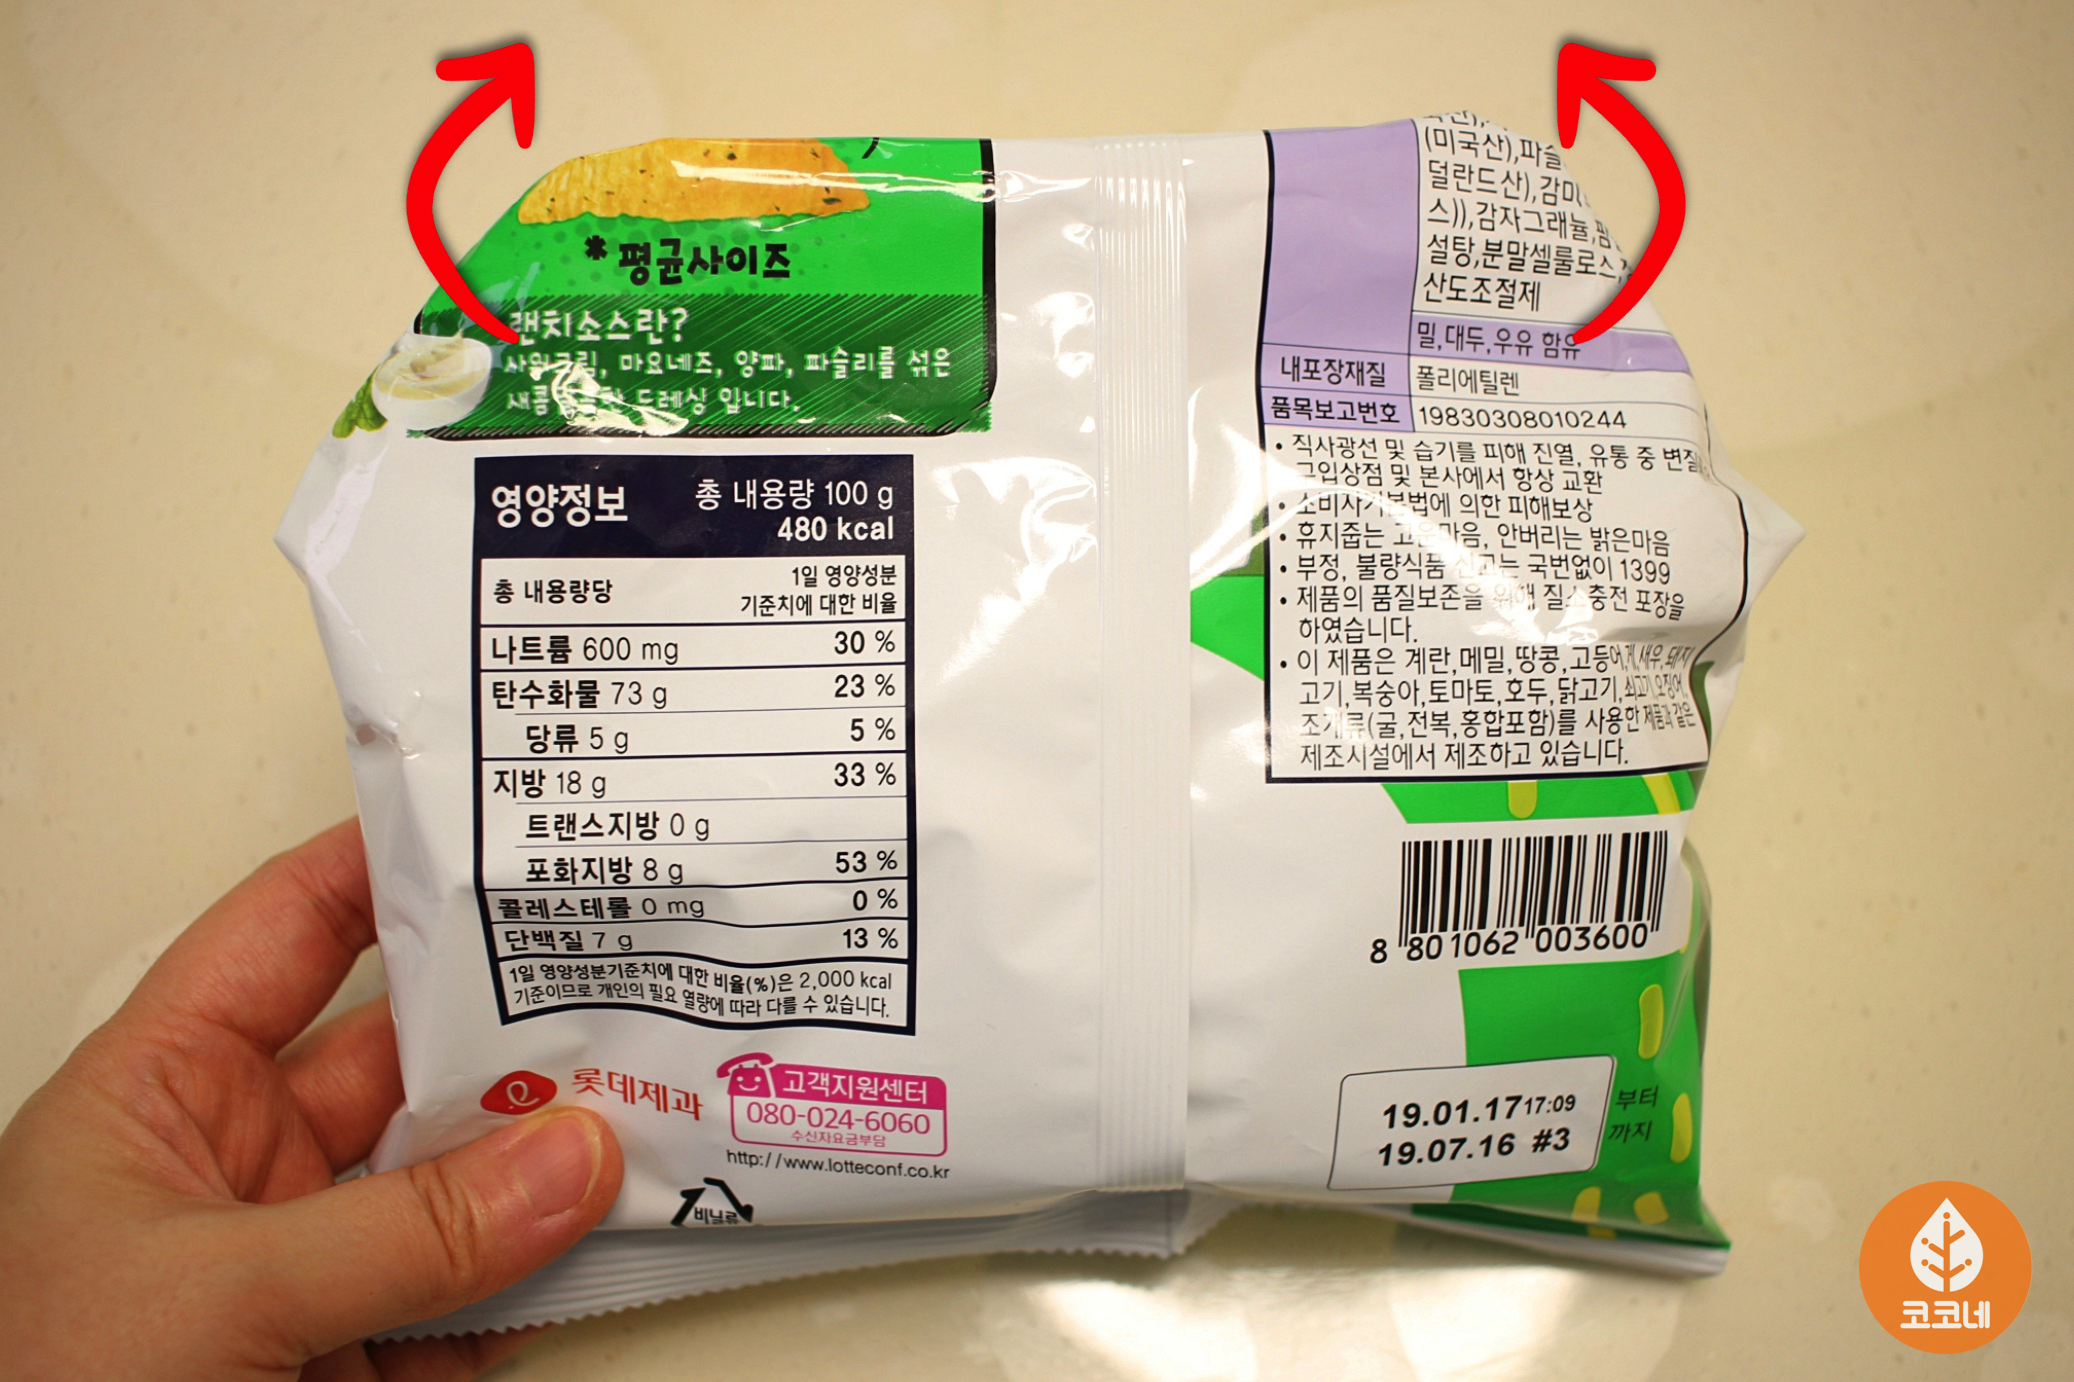 *평균사이즈
랜치소스란?
사워크림, 마요네즈, 양파, 파슬리를 섞은
드레싱 입니다.
영양정보
총 내용량 100 g
480 kcal
총 내용량당
1일 영양성분
기준치에 대한 비율
나트륨 600 mg 30 %
탄수화물 73 g 23 %
당류 5 g 5 %
지방 18 g 33 %
트랜스지방 0 g
포화지방 8 g 53 %
콜레스테롤 0 mg 0 %
단백질 7 g 13 %
1일 영양성분기준치에 대한 비율(%)은 2,000 kcal
기준이므로 개인의 필요 열량에 따라 다를 수 있습니다.
롯데제과
고객지원센터
080-024-6060
수신자요금부담
http://www.lotteconf.co.kr
비닐류
(미국산),파슬
덜란드산),감미
스)),감자그래뉼,팜
설탕,분말셀룰로스,
산도조절제
밀,대두,우유 함유
내포장재질 폴리에틸렌
품목보고번호 19830308010244
• 직사광선 및 습기를 피해 진열, 유통 중 변질
구입상점 및 본사에서 항상 교환
• 소비자기본법에 의한 피해보상
• 휴지줍는 고운마음, 안버리는 밝은마음
• 부정, 불량식품 신고는 국번없이 1399
• 제품의 품질보존을 위해 질소충전 포장을
하였습니다.
• 이 제품은 계란,메밀,땅콩,고등어,게,새우,돼지
고기,복숭아,토마토,호두,닭고기,쇠고기,오징어,
조개류(굴,전복,홍합포함)를 사용한 제품과 같은
제조시설에서 제조하고 있습니다.
8 801062 003600
19.01.17 17:09 부터
19.07.16 #3 까지
코코네